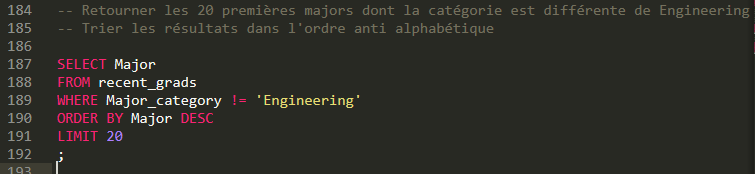 184 -- Retourner les 20 premières majors dont la catégorie est différente de Engineering
185 -- Trier les résultats dans l'ordre anti alphabétique
186
187 SELECT Major
188 FROM recent_grads
189 WHERE Major_category != 'Engineering'
190 ORDER BY Major DESC
191 LIMIT 20
192 ;
193